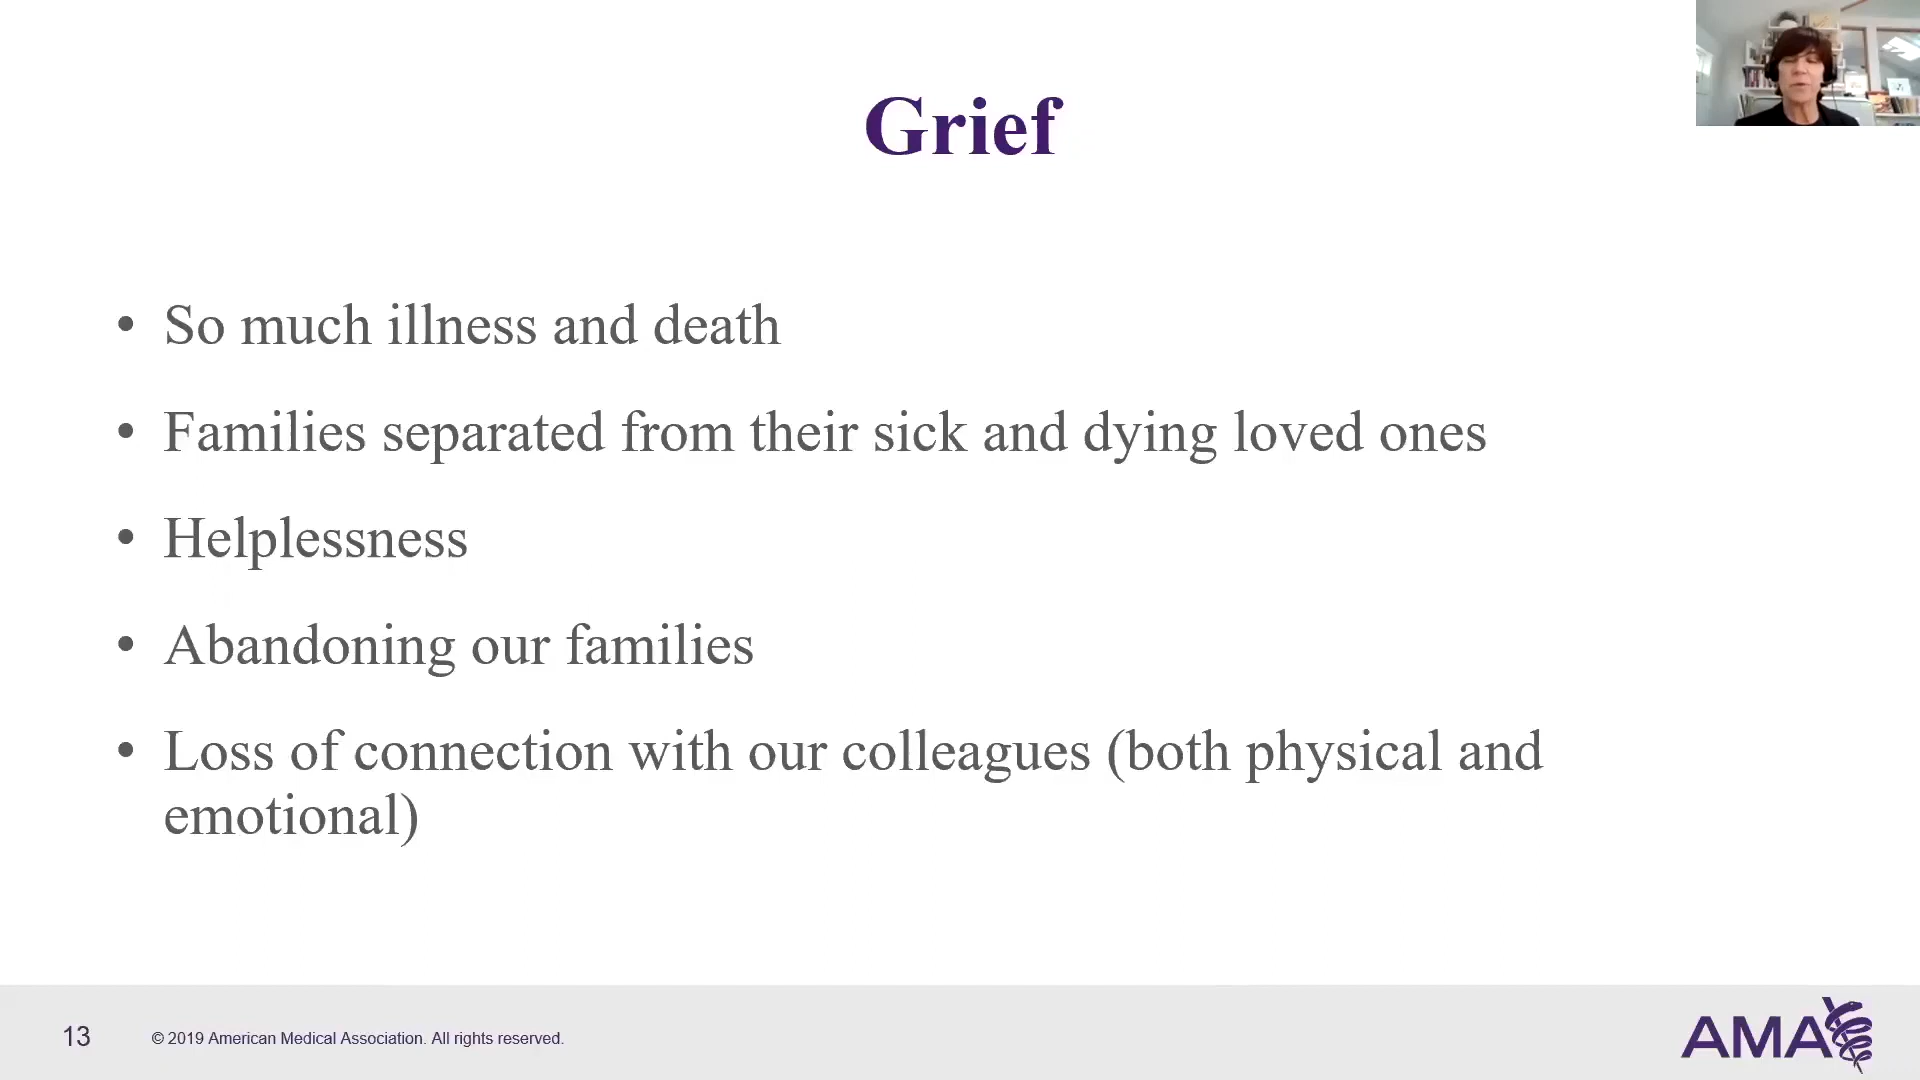 Grief
• So much illness and death
• Families separated from their sick and dying loved ones
• Helplessness
• Abandoning our families
• Loss of connection with our colleagues (both physical and
emotional)
13
© 2019 American Medical Association. All rights reserved.
AMA